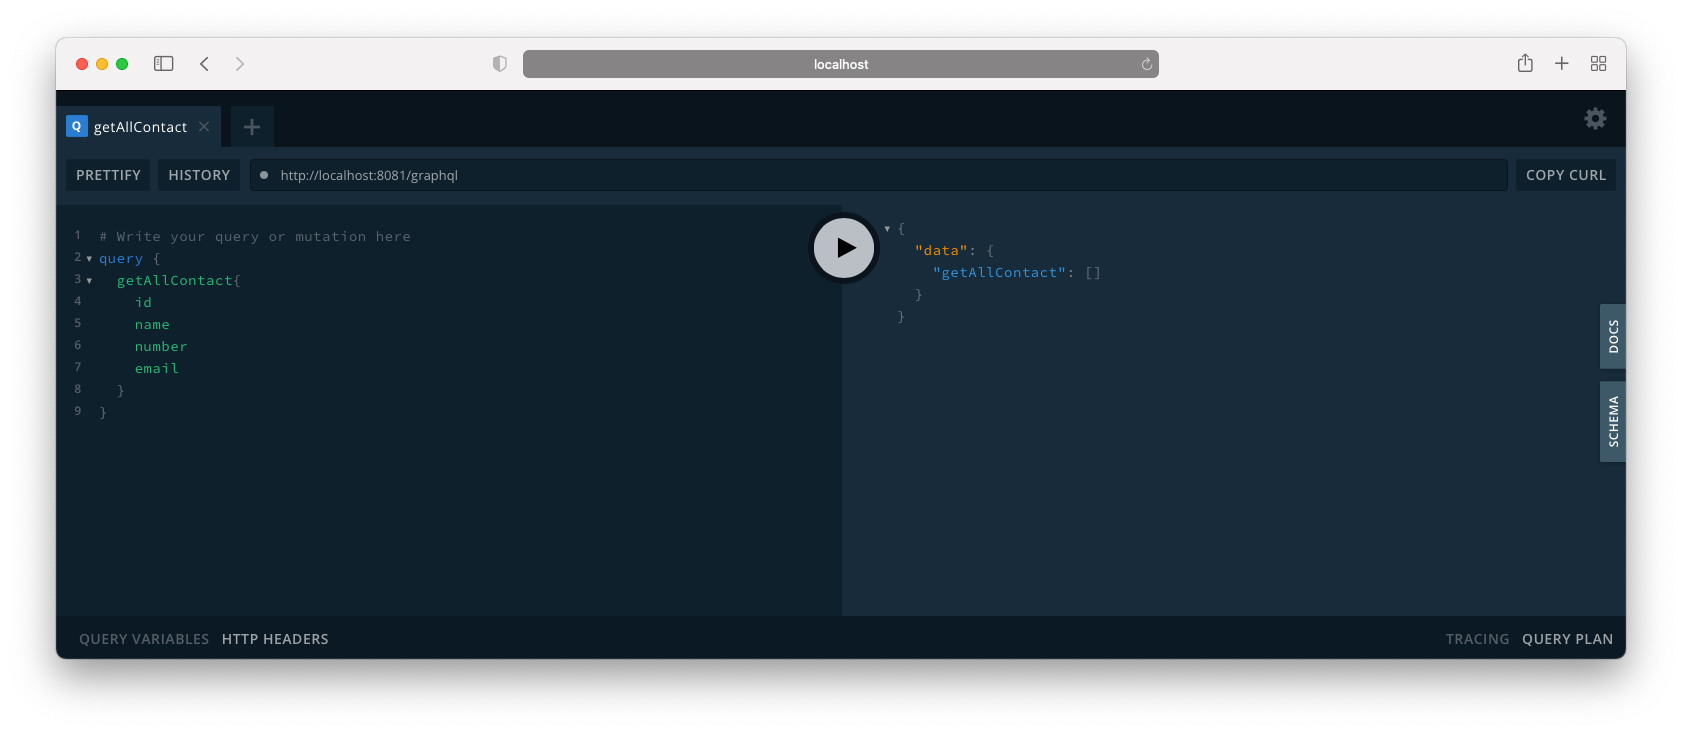 localhost
Q getAllContact
PRETTIFY HISTORY http://localhost:8081/graphql COPY CURL
1 # Write your query or mutation here
2 query {
3 getAllContact{
4 id
5 name
6 number
7 email
8 }
9 }
{
"data": {
"getAllContact": []
}
}
DOCS
SCHEMA
QUERY VARIABLES HTTP HEADERS TRACING QUERY PLAN